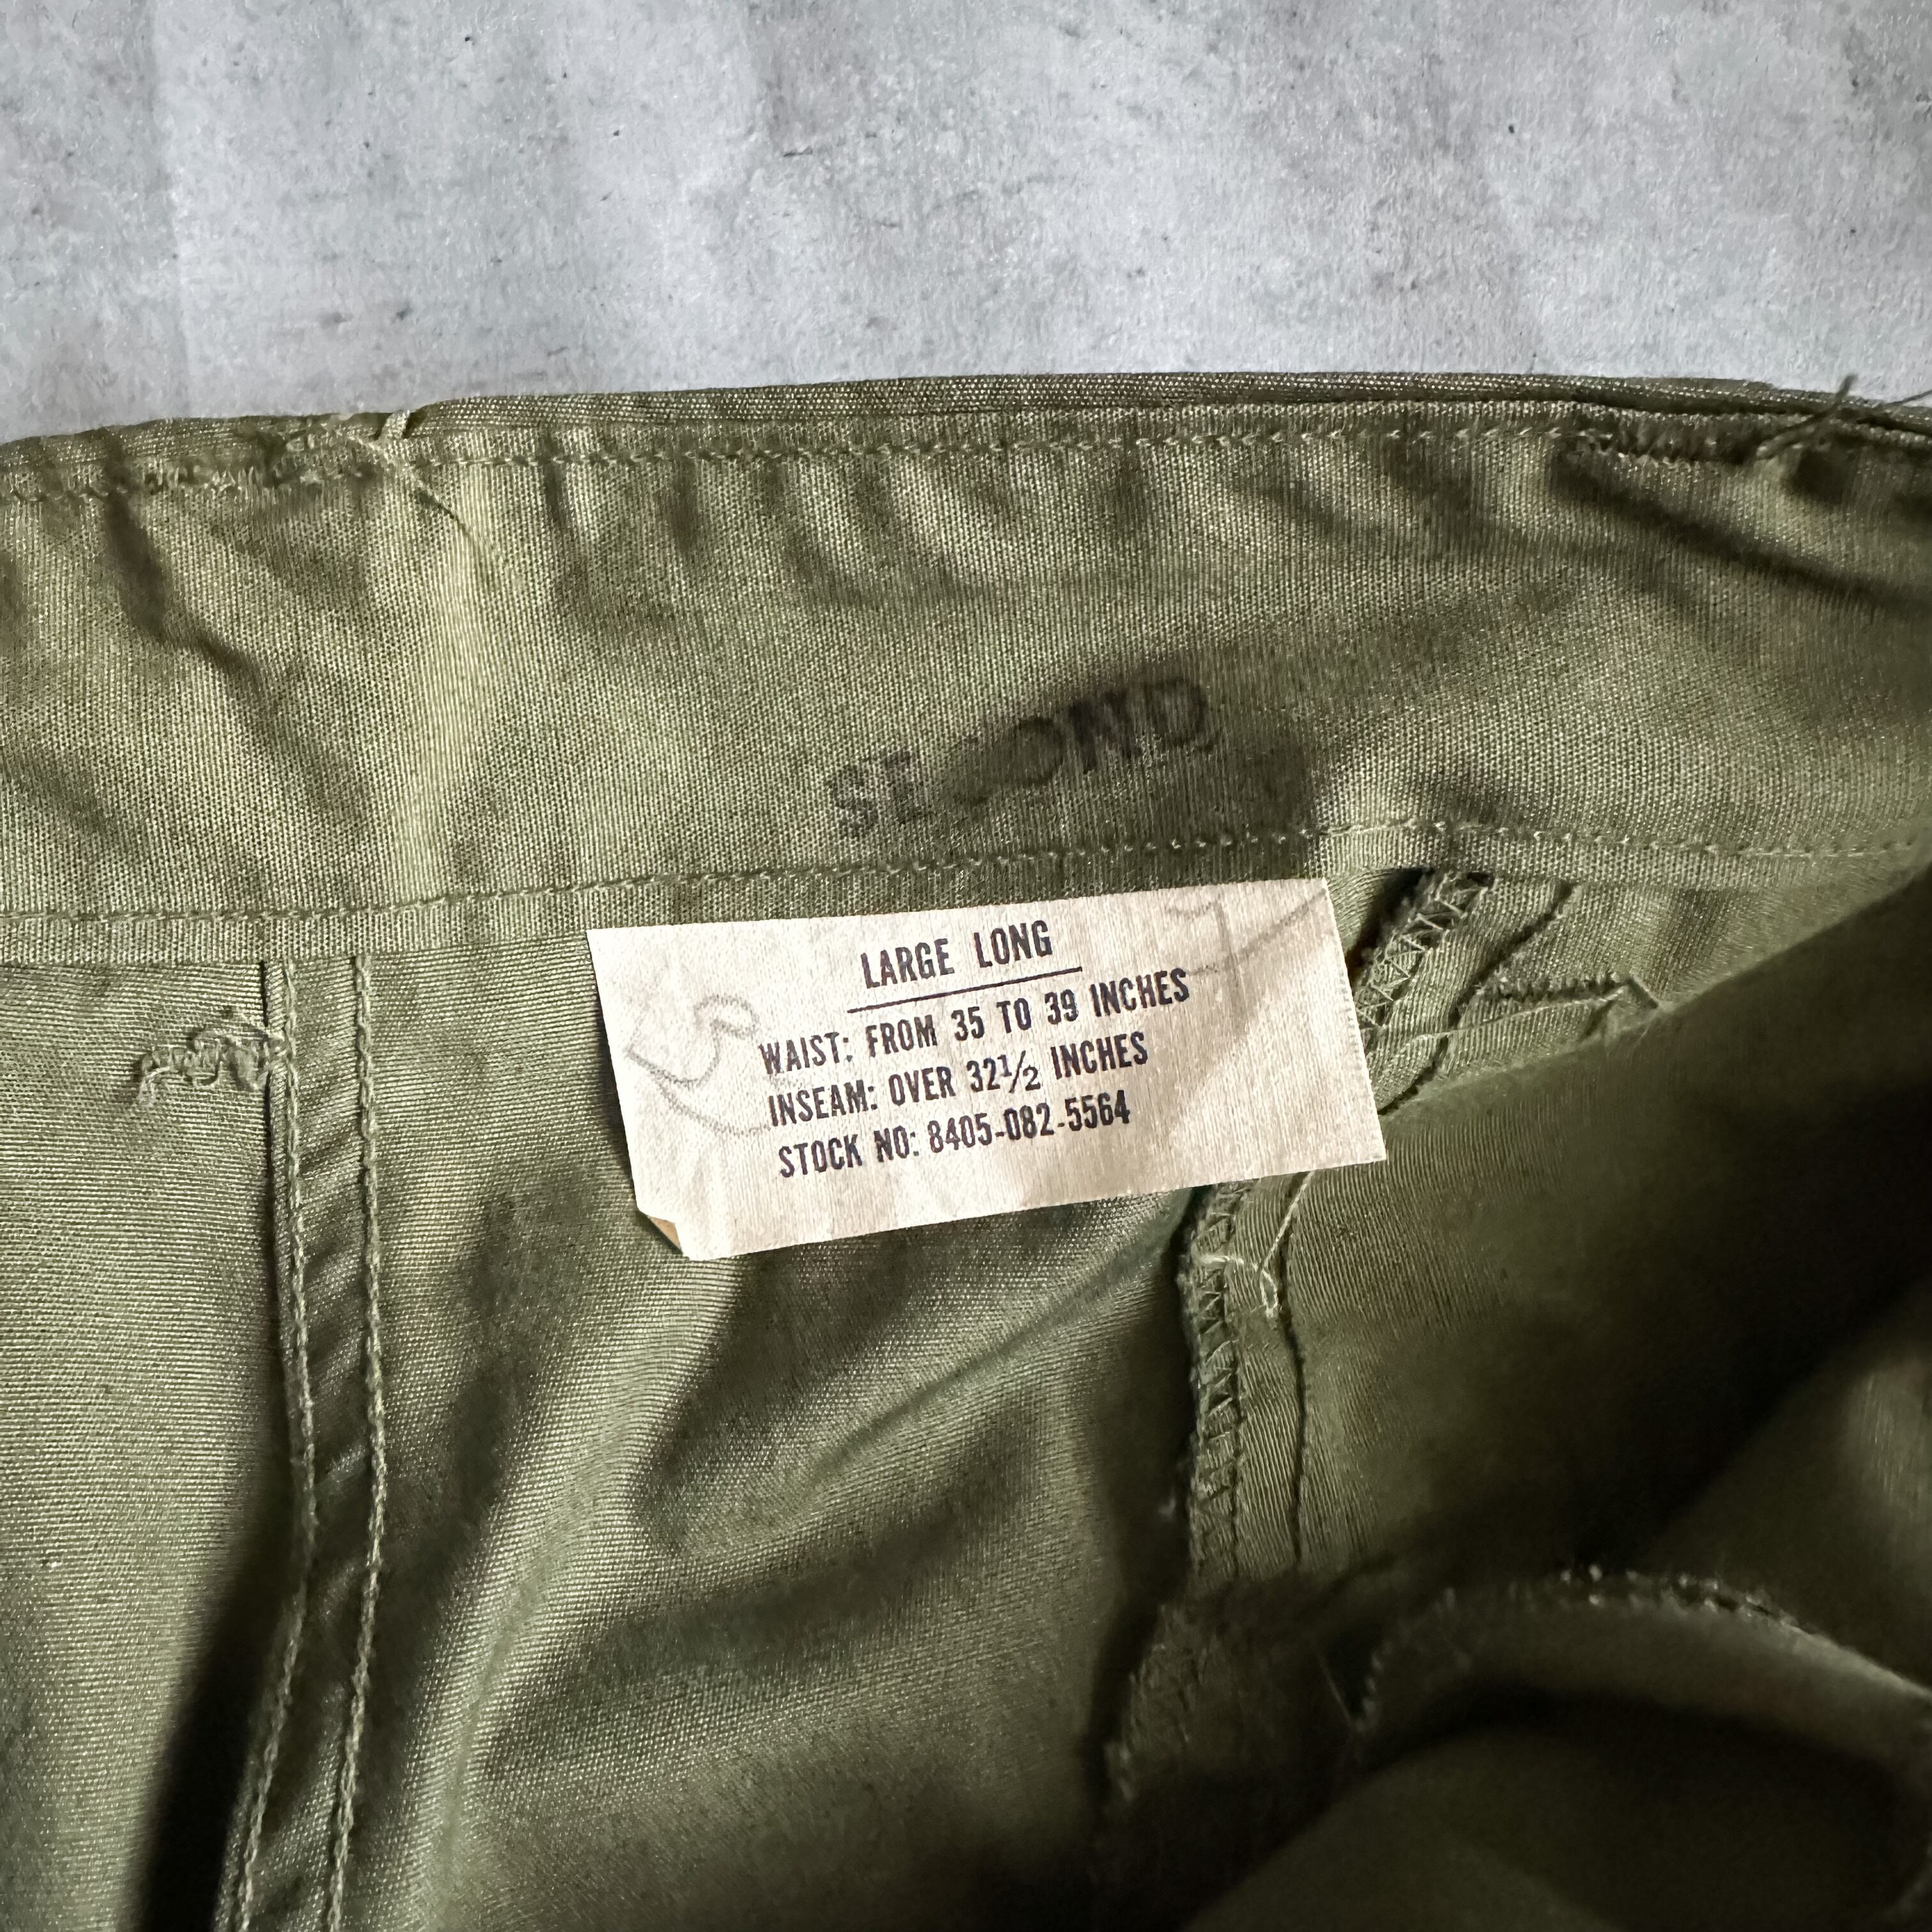 SECOND
LARGE LONG
WAIST: FROM 35 TO 39 INCHES
INSEAM: OVER 32½ INCHES
STOCK NO: 8405-082-5564